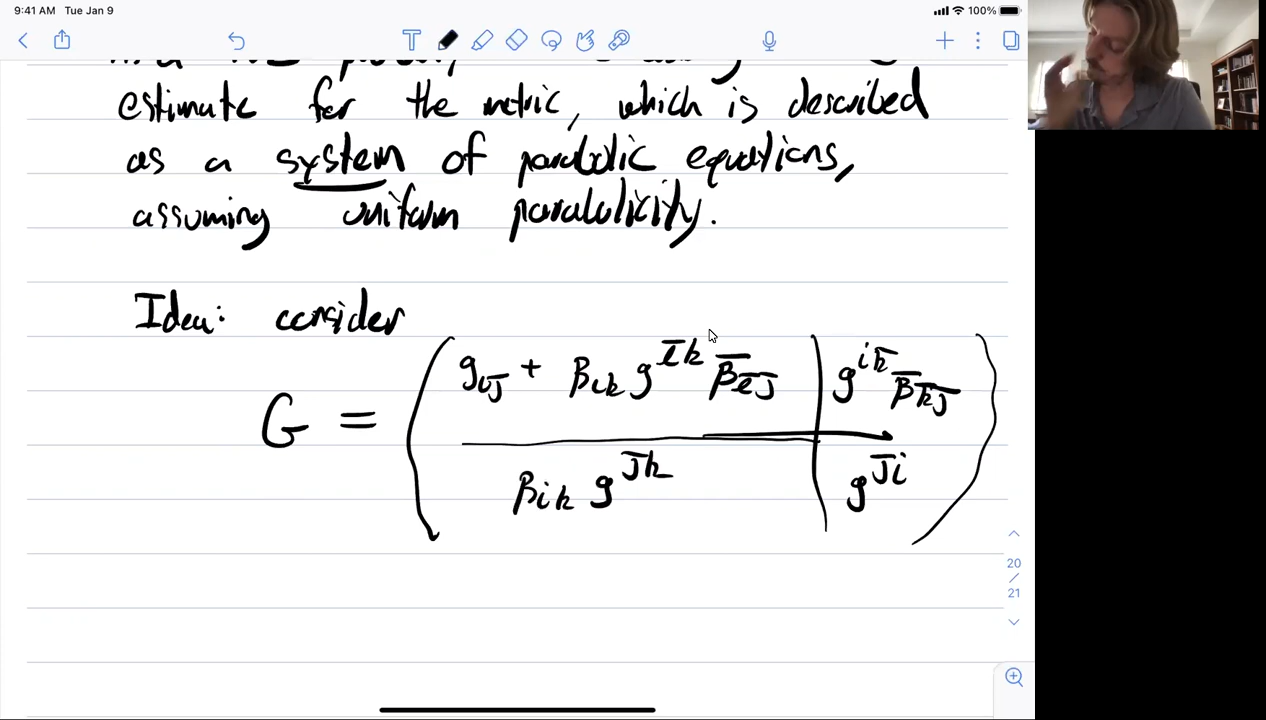 9:41 AM Tue Jan 9
100%
estimate for the metric, which is described
as a system of parabolic equations,
assuming uniform parabolicity.
Idea: consider
G = ( g_{i\bar{j}} + β_{ik} g^{\bar{l}k} \bar{β}_{\bar{l}\bar{j}} | g^{i\bar{k}} \bar{β}_{\bar{k}\bar{j}}
β_{ik} g^{\bar{j}k} | g^{\bar{j}i} )
20
/
21